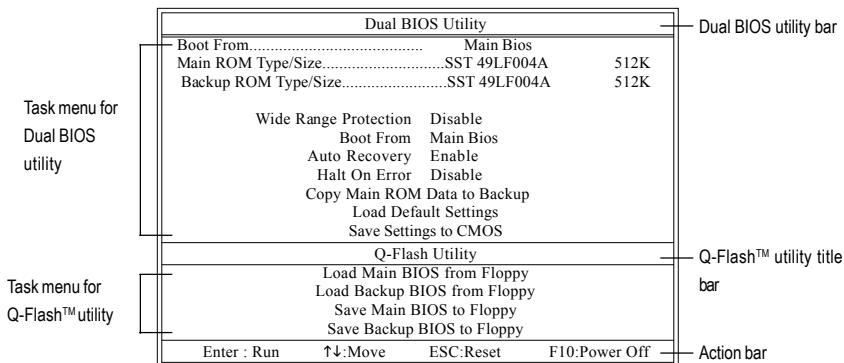 Dual BIOS Utility
Dual BIOS utility bar
Boot From.......................................... Main Bios
Main ROM Type/Size.............................SST 49LF004A 512K
Backup ROM Type/Size.........................SST 49LF004A 512K
Task menu for
Dual BIOS
utility
Wide Range Protection Disable
Boot From Main Bios
Auto Recovery Enable
Halt On Error Disable
Copy Main ROM Data to Backup
Load Default Settings
Save Settings to CMOS
Q-Flash Utility
Q-Flash™ utility title
bar
Task menu for
Q-Flash™ utility
Load Main BIOS from Floppy
Load Backup BIOS from Floppy
Save Main BIOS to Floppy
Save Backup BIOS to Floppy
Enter : Run ↑↓:Move ESC:Reset F10:Power Off
Action bar